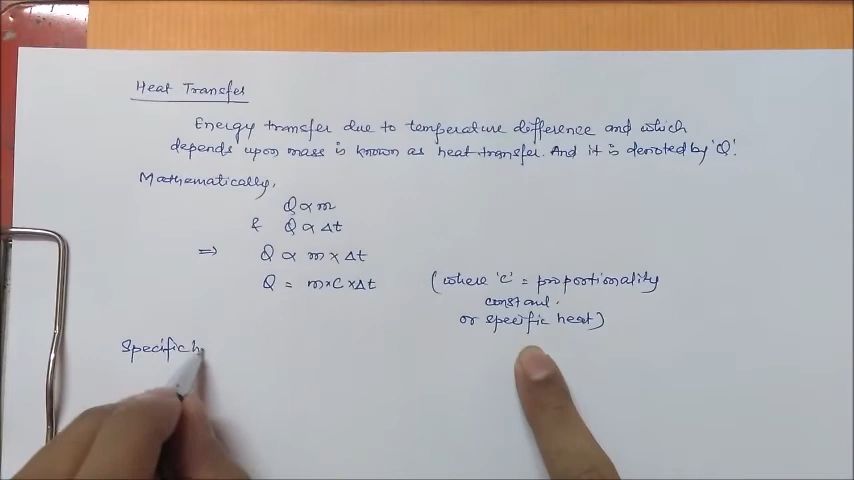 Heat Transfer
Energy transfer due to temperature difference and which
depends upon mass is known as heat transfer. And it is denoted by 'Q'.
Mathematically,
Q ∝ m
& Q ∝ Δt
⇒ Q ∝ m × Δt
Q = m × C × Δt
(where 'C' = proportionality
constant.
or specific heat)
Specific h